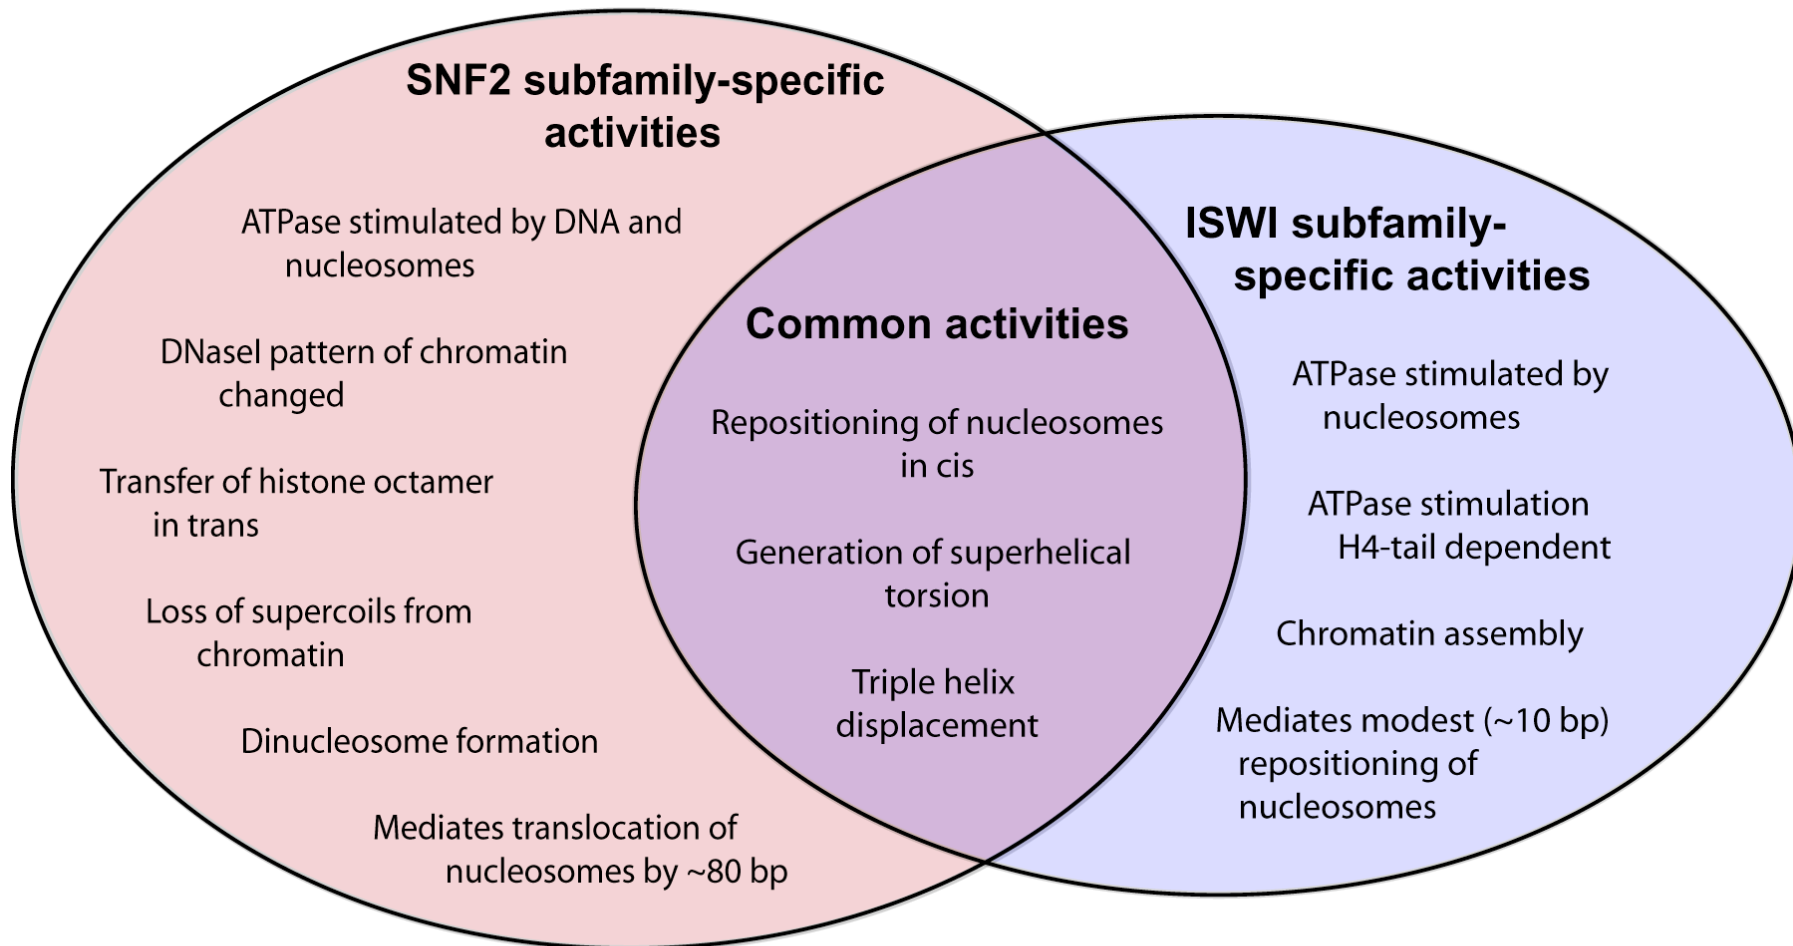 SNF2 subfamily-specific
activities
ATPase stimulated by DNA and
nucleosomes
DNaseI pattern of chromatin
changed
Transfer of histone octamer
in trans
Loss of supercoils from
chromatin
Dinucleosome formation
Mediates translocation of
nucleosomes by ~80 bp
Common activities
Repositioning of nucleosomes
in cis
Generation of superhelical
torsion
Triple helix
displacement
ISWI subfamily-
specific activities
ATPase stimulated by
nucleosomes
ATPase stimulation
H4-tail dependent
Chromatin assembly
Mediates modest (~10 bp)
repositioning of
nucleosomes